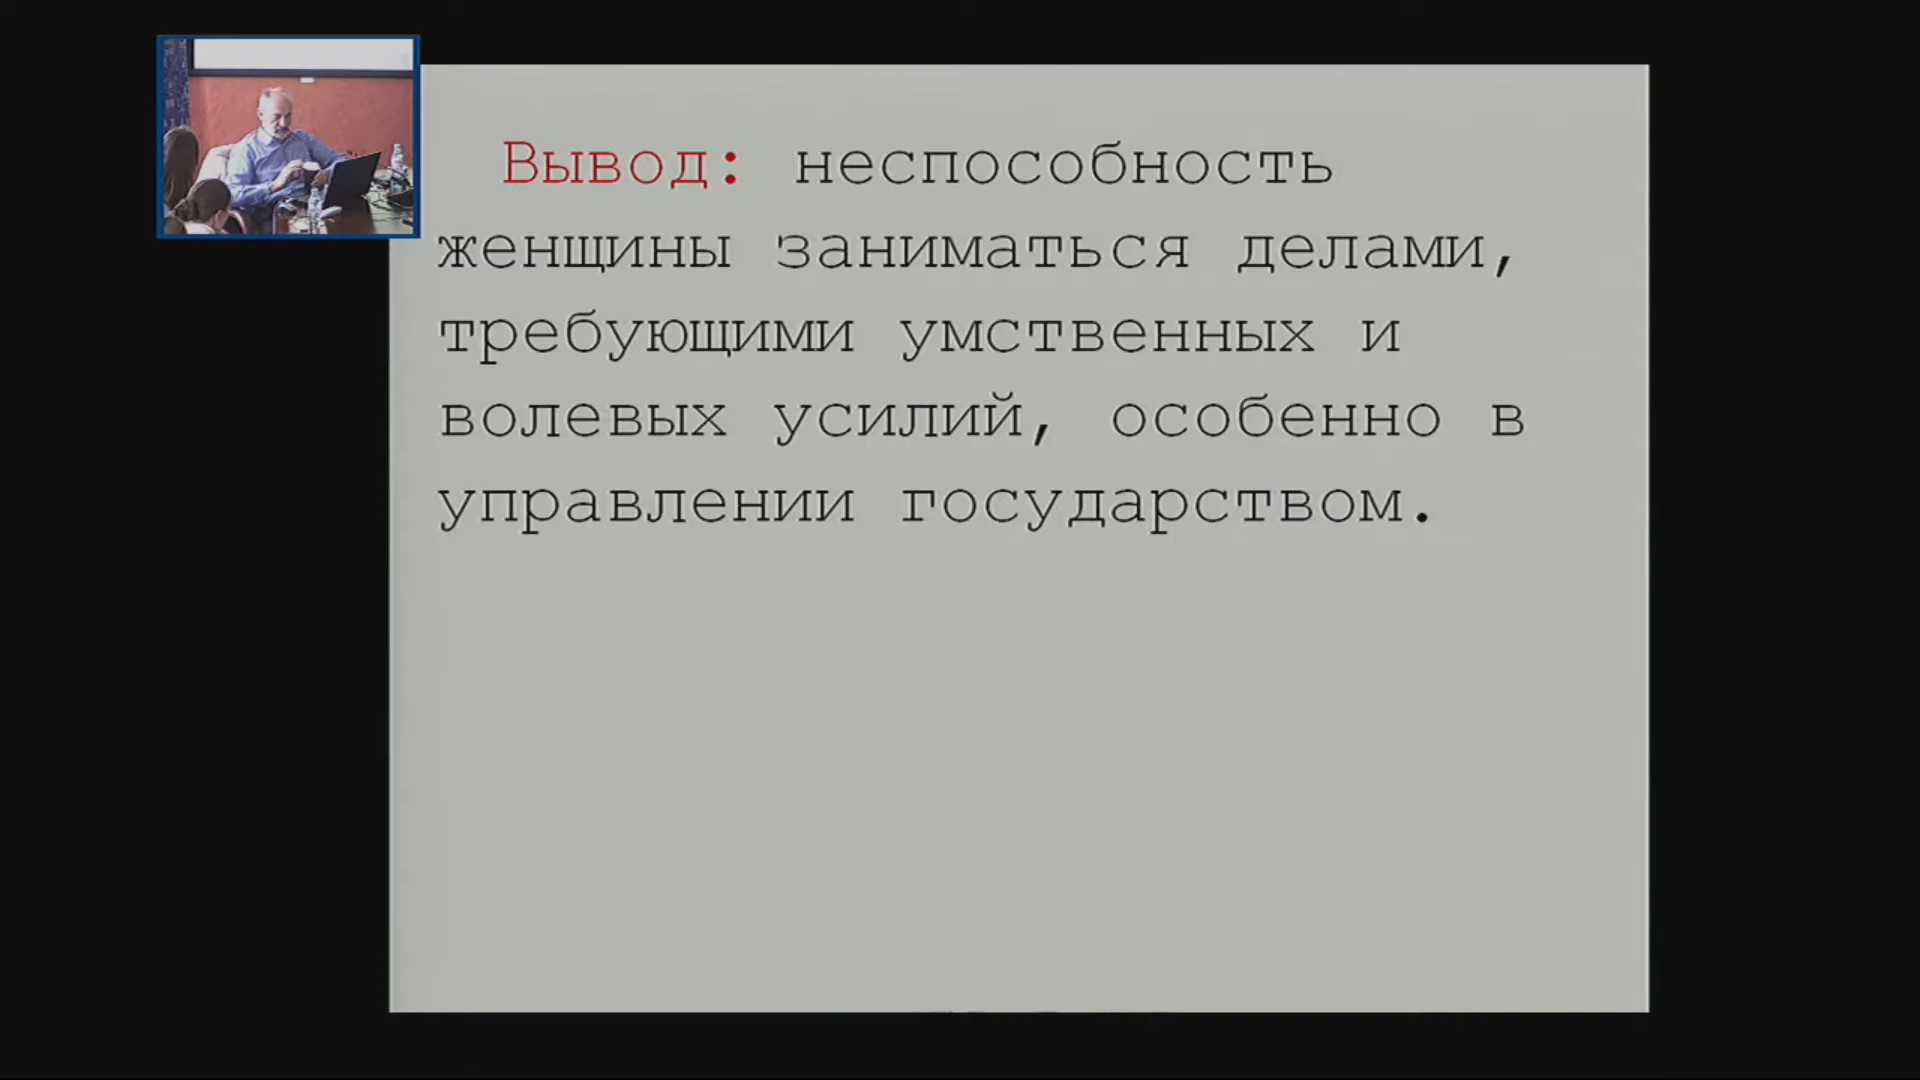 Вывод: неспособность
женщины заниматься делами,
требующими умственных и
волевых усилий, особенно в
управлении государством.